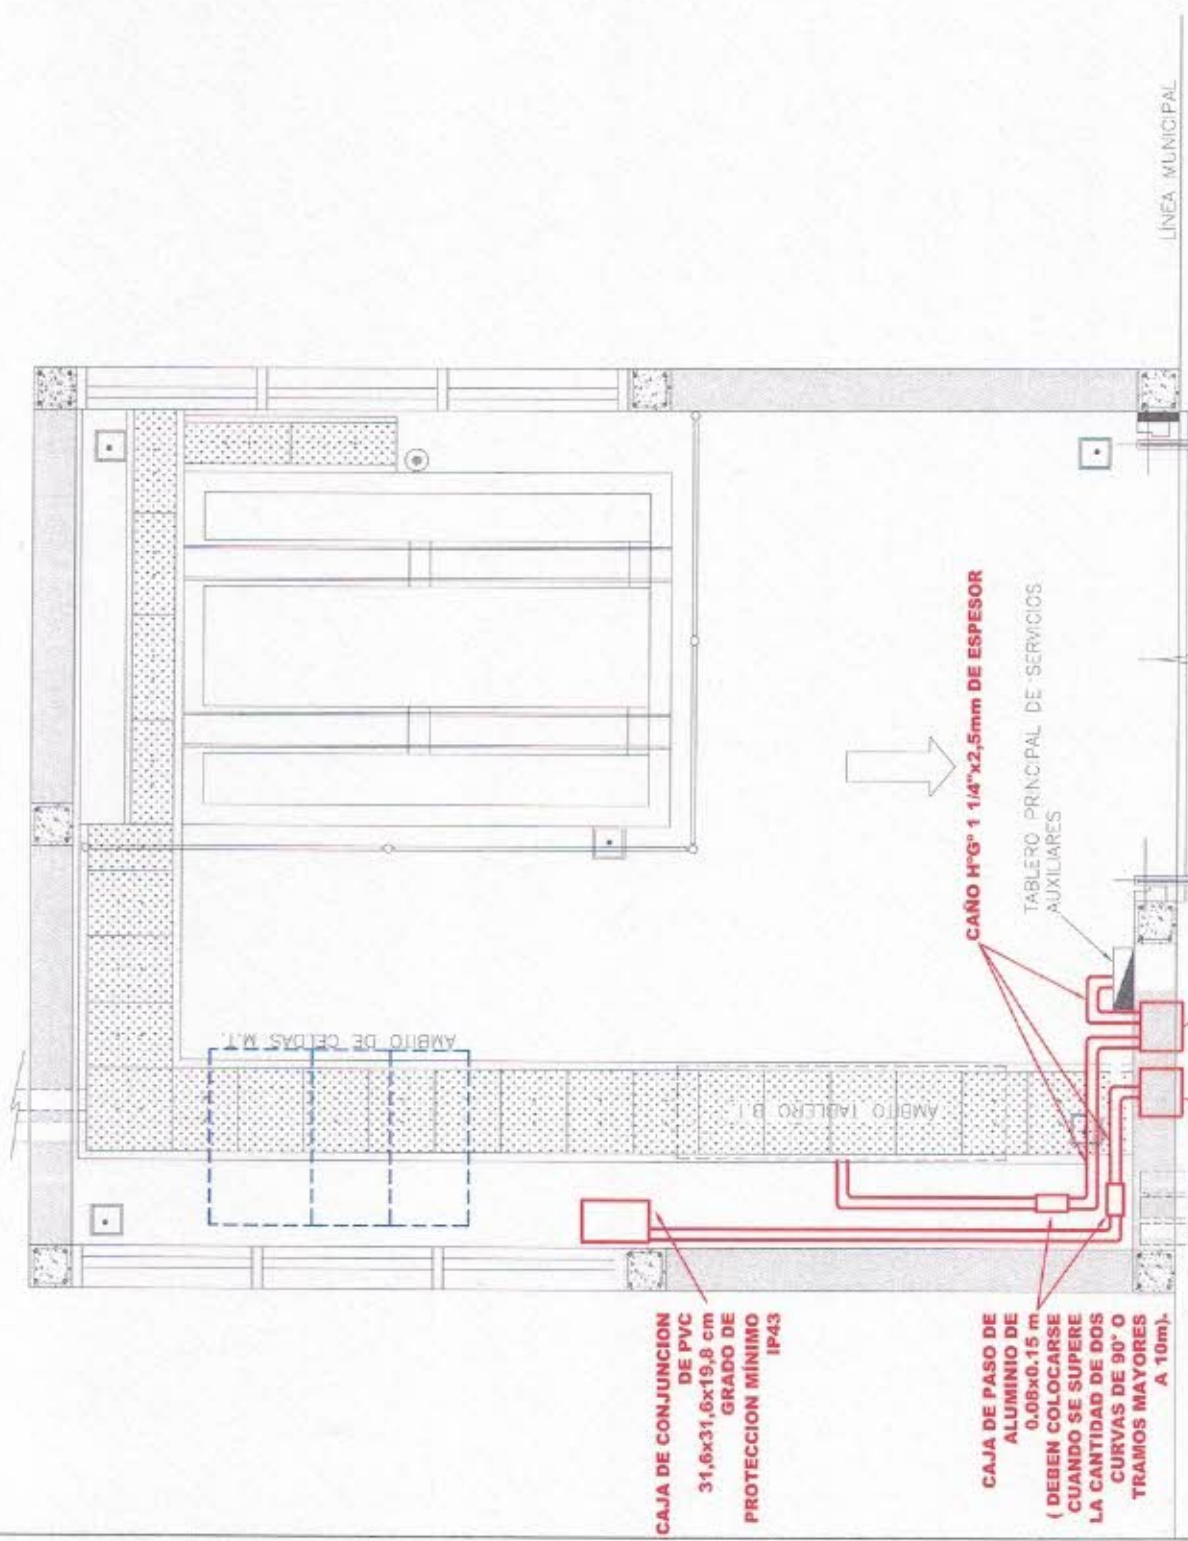 CAJA DE CONJUNCION
DE PVC
31,6x31,6x19,8 cm
GRADO DE
PROTECCION MÍNIMO
IP43
CAJA DE PASO DE
ALUMINIO DE
0.08x0.15 m
( DEBEN COLOCARSE
CUANDO SE SUPERE
LA CANTIDAD DE DOS
CURVAS DE 90° O
TRAMOS MAYORES
A 10m).
AMBITO DE CELDAS M.T.
AMBITO TABLERO B.T.
CAÑO HºGº 1 1/4"x2,5mm DE ESPESOR
TABLERO PRINCIPAL DE SERVICIOS
AUXILIARES
LÍNEA MUNICIPAL